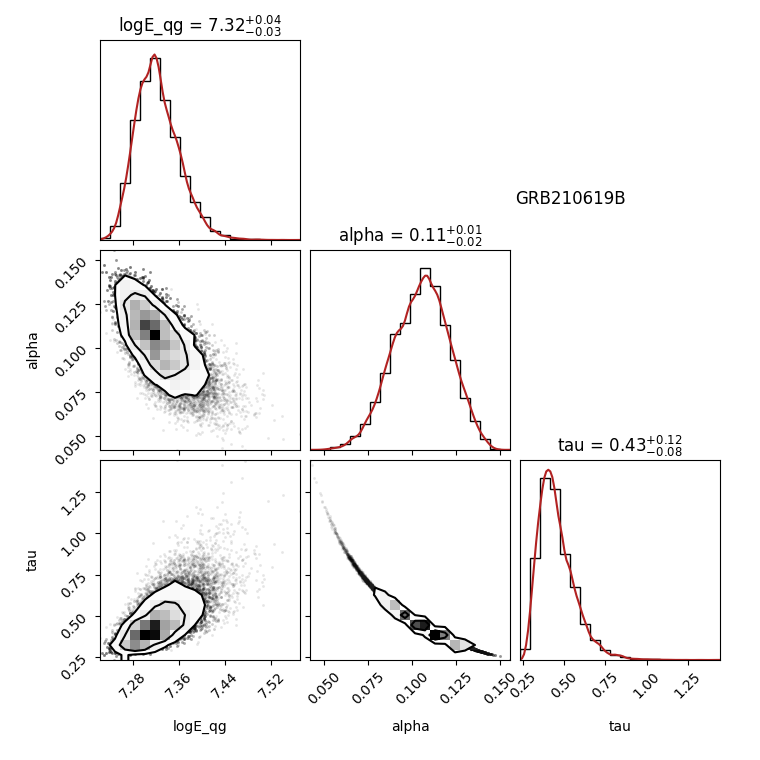 logE_qg = 7.32+0.04 −0.03
GRB210619B
alpha = 0.11+0.01 −0.02
0.150
0.125
0.100
0.075
0.050
alpha
tau = 0.43+0.12 −0.08
1.25
1.00
0.75
0.50
0.25
tau
7.28 7.36 7.44 7.52
0.050 0.075 0.100 0.125 0.150
0.25 0.50 0.75 1.00 1.25
logE_qg alpha tau